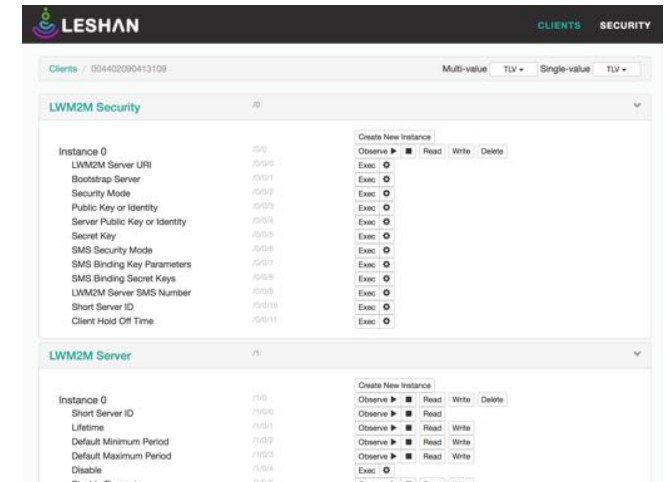 LESHΛN CLIENTS SECURITY
Clients / 004402090413109 Multi-value TLV Single-value TLV
LWM2M Security /0
Create New Instance
Instance 0 /0/0 Observe Read Write Delete
LWM2M Server URI /0/0/0 Exec
Bootstrap Server /0/0/1 Exec
Security Mode /0/0/2 Exec
Public Key or Identity /0/0/3 Exec
Server Public Key or Identity /0/0/4 Exec
Secret Key /0/0/5 Exec
SMS Security Mode /0/0/6 Exec
SMS Binding Key Parameters /0/0/7 Exec
SMS Binding Secret Keys /0/0/8 Exec
LWM2M Server SMS Number /0/0/9 Exec
Short Server ID /0/0/10 Exec
Client Hold Off Time /0/0/11 Exec
LWM2M Server /1
Create New Instance
Instance 0 /1/0 Observe Read Write Delete
Short Server ID /1/0/0 Observe Read
Lifetime /1/0/1 Observe Read Write
Default Minimum Period /1/0/2 Observe Read Write
Default Maximum Period /1/0/3 Observe Read Write
Disable /1/0/4 Exec